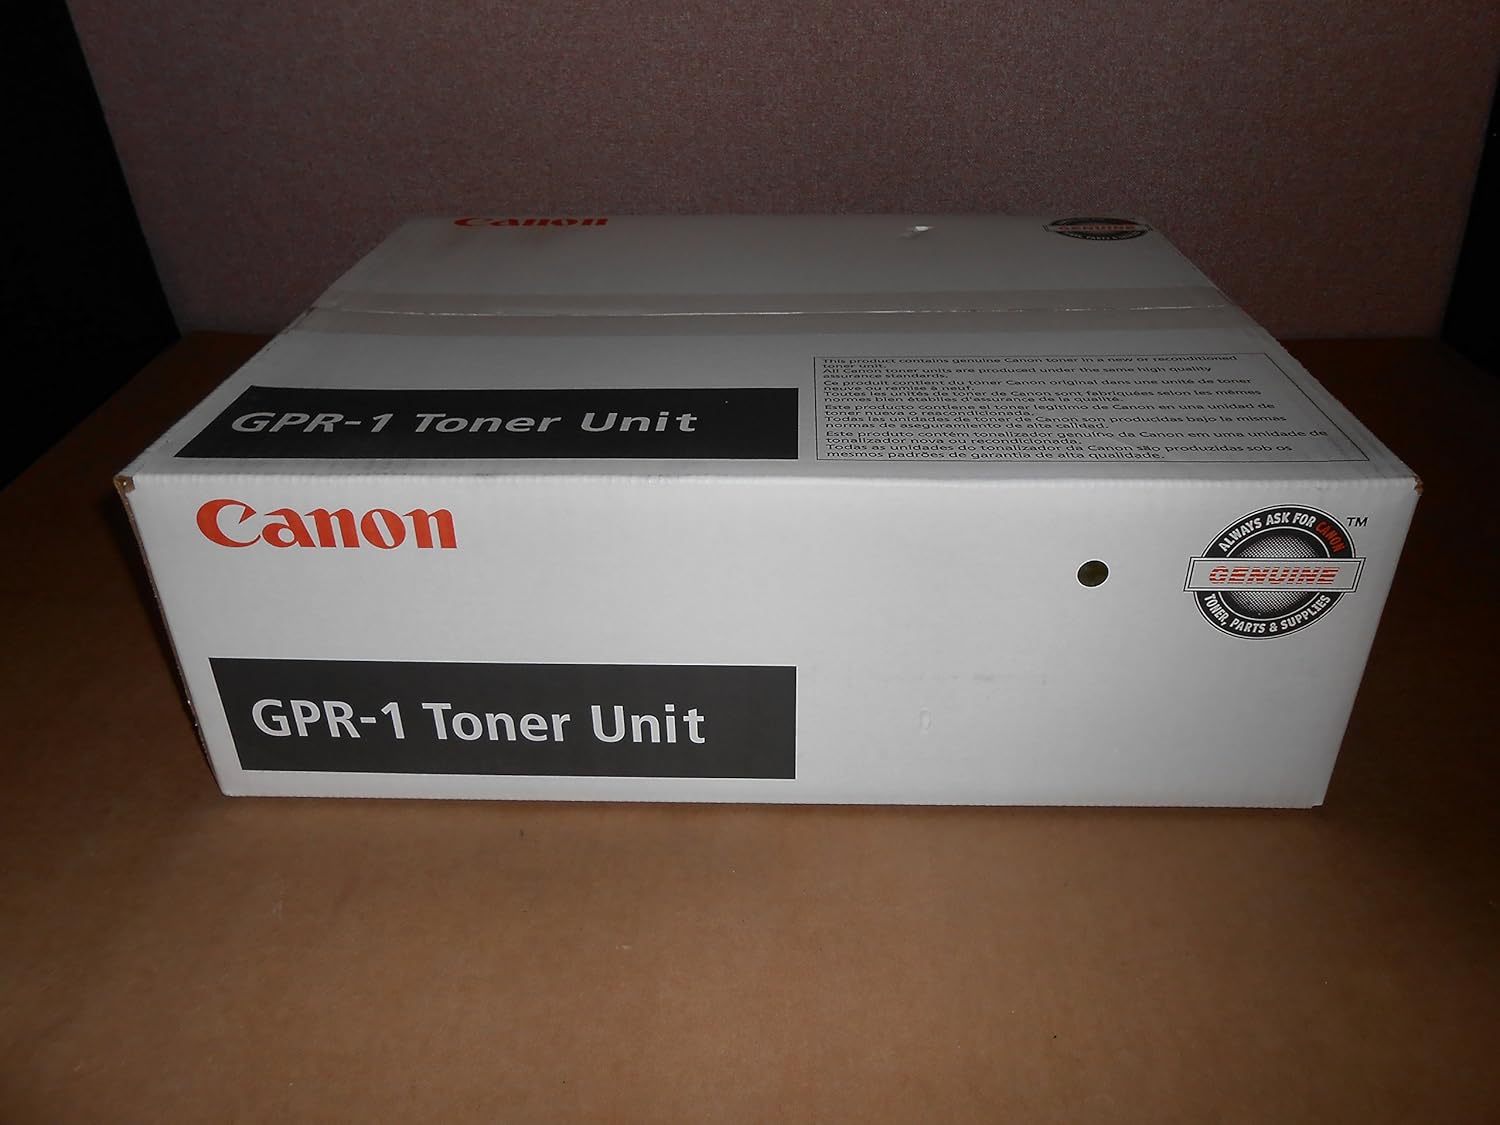 Canon
GENUINE
This product contains genuine Canon toner in a new or reconditioned
toner unit.
All Canon toner units are produced under the same high quality
assurance standards.
Ce produit contient du toner Canon original dans une unité de toner
neuve ou remise à neuf.
Toutes les unités de toner de Canon sont fabriquées selon les mêmes
normes bien établies d'assurance de la qualité.
Este producto contiene el toner legítimo de Canon en una unidad de
toner nuevo o reacondicionada.
Todas las unidades de toner de Canon son producidas bajo la mismas
normas de aseguramiento de alta calidad.
Este produto contém tonalizador genuíno da Canon em uma unidade de
tonalizador nova ou recondicionada.
Todas as unidades do tonalizador da Canon são produzidas sob os
mesmos padrões de garantia de alta qualidade.
GPR-1 Toner Unit
Canon
ALWAYS ASK FOR CANON
TM
GENUINE
TONER, PARTS & SUPPLIES
GPR-1 Toner Unit